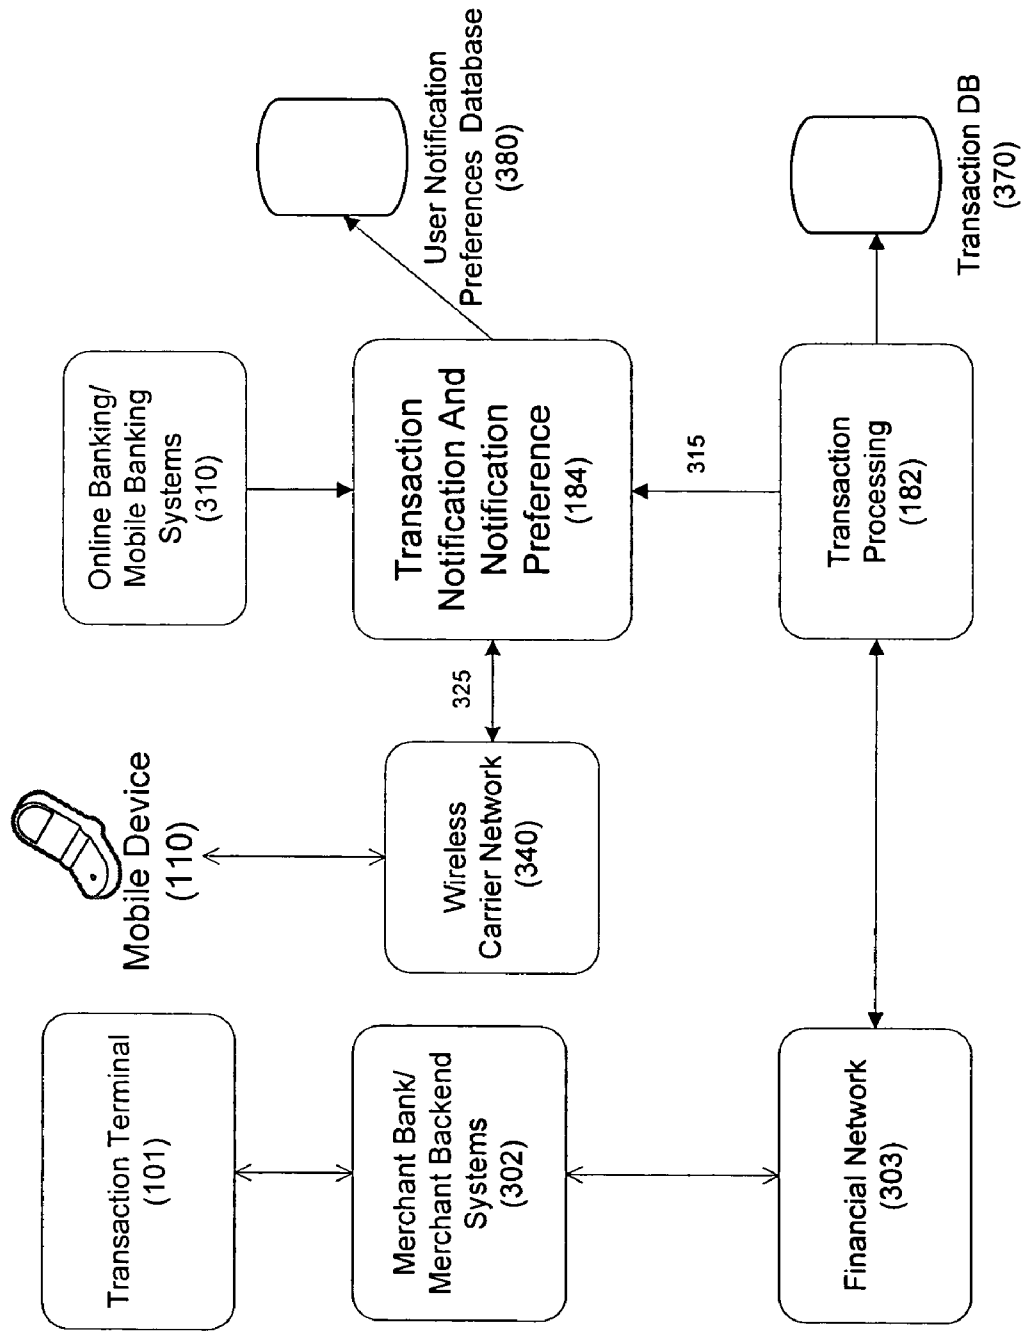 Transaction Terminal
(101)
Mobile Device
(110)
Online Banking/
Mobile Banking
Systems
(310)
Merchant Bank/
Merchant Backend
Systems
(302)
Wireless
Carrier Network
(340)
325
Transaction
Notification And
Notification
Preference
(184)
User Notification
Preferences Database
(380)
315
Financial Network
(303)
Transaction
Processing
(182)
Transaction DB
(370)